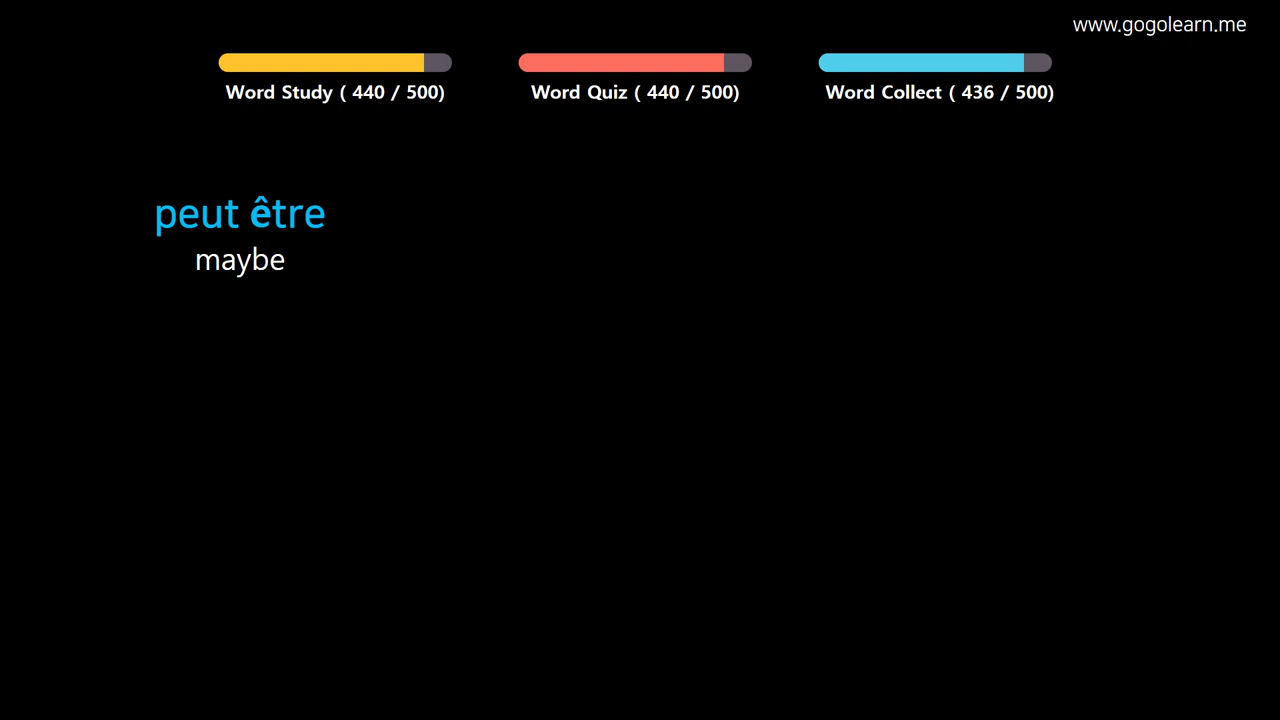 www.gogolearn.me
Word Study ( 440 / 500)
Word Quiz ( 440 / 500)
Word Collect ( 436 / 500)
peut être
maybe